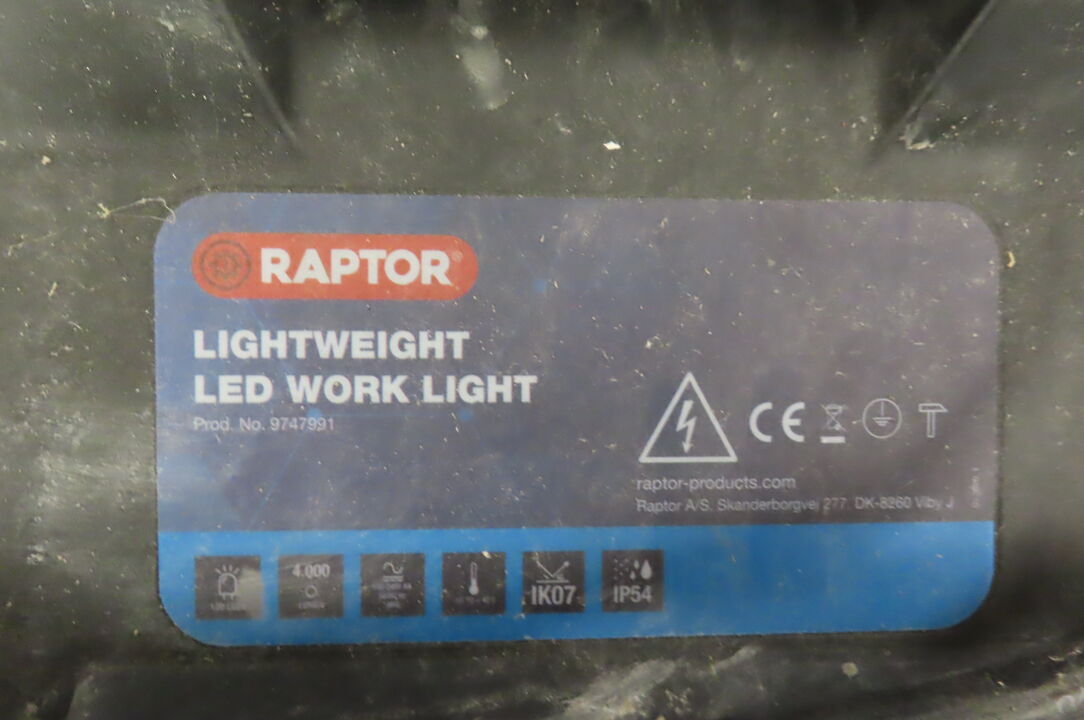 RAPTOR®
LIGHTWEIGHT
LED WORK LIGHT
Prod. No. 9747991
CE
raptor-products.com
Raptor A/S. Skanderborgvej 277. DK-8260 Viby J
4.000
LUMEN
IK07
IP54